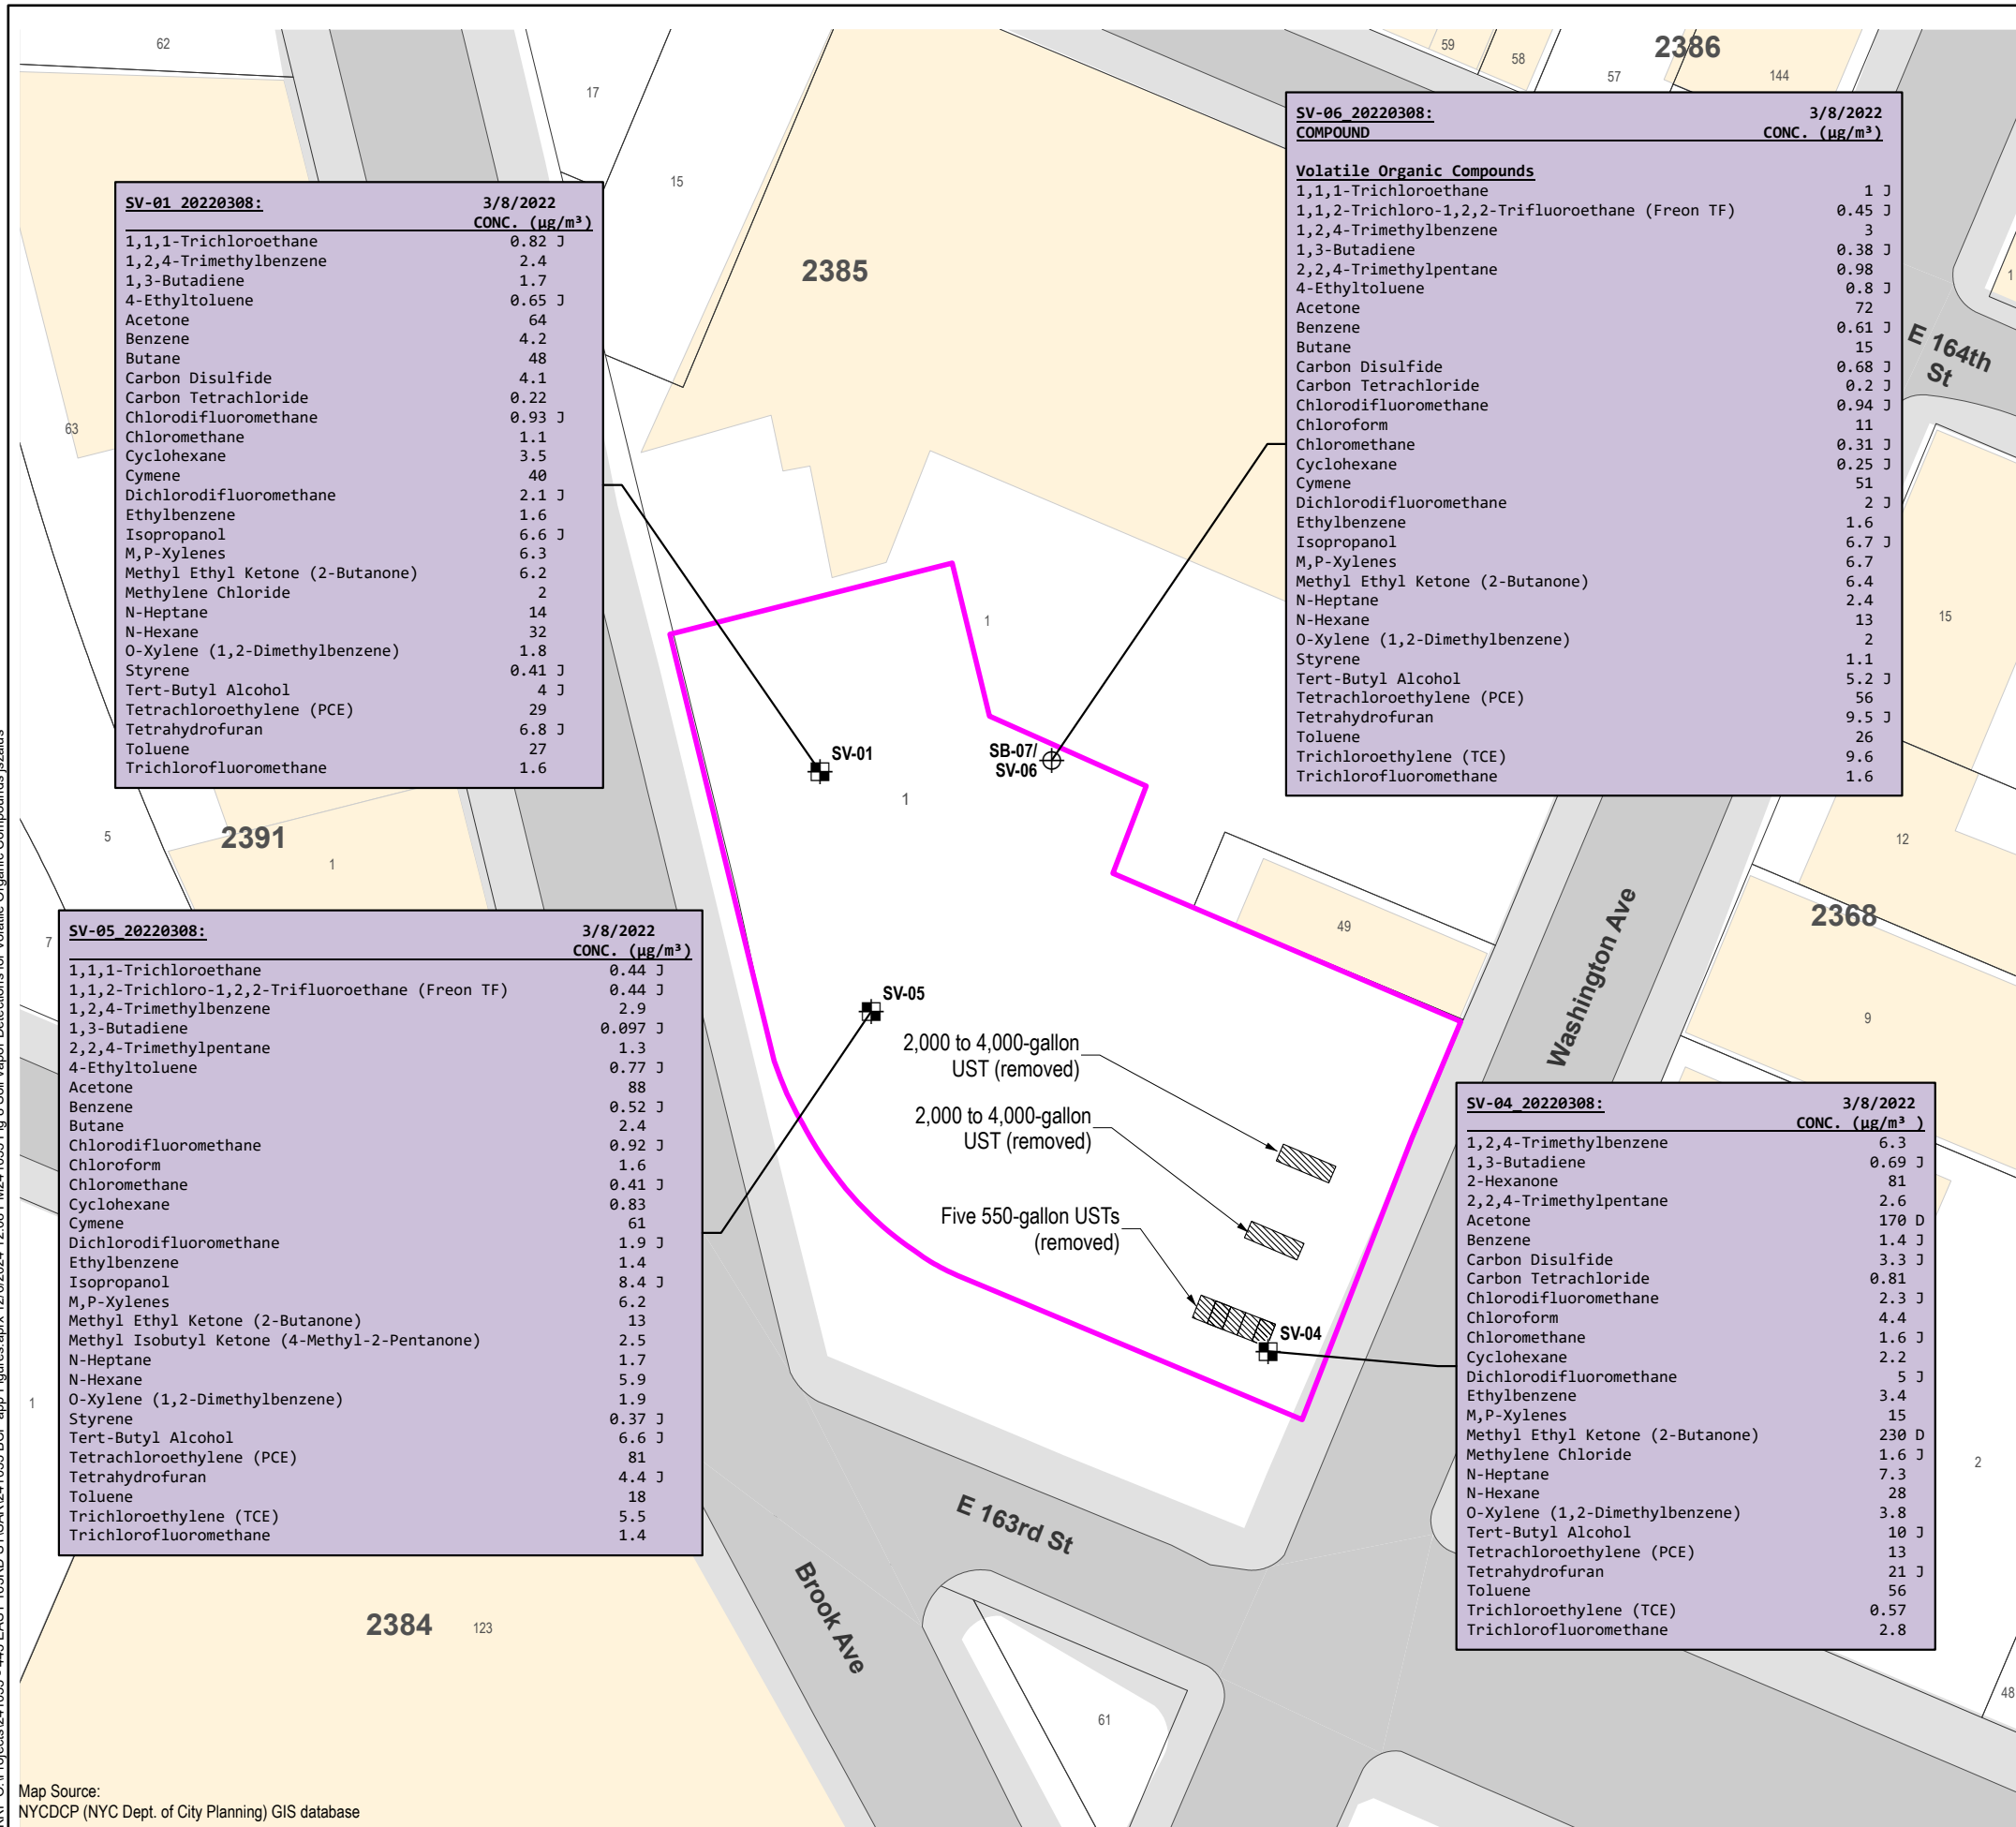 62
17
59
58
2386
57
144
63
15
2385
SV-01_20220308: 3/8/2022
CONC. (µg/m³)
1,1,1-Trichloroethane 0.82 J
1,2,4-Trimethylbenzene 2.4
1,3-Butadiene 1.7
4-Ethyltoluene 0.65 J
Acetone 64
Benzene 4.2
Butane 48
Carbon Disulfide 4.1
Carbon Tetrachloride 0.22
Chlorodifluoromethane 0.93 J
Chloromethane 1.1
Cyclohexane 3.5
Cymene 40
Dichlorodifluoromethane 2.1 J
Ethylbenzene 1.6
Isopropanol 6.6 J
M,P-Xylenes 6.3
Methyl Ethyl Ketone (2-Butanone) 6.2
Methylene Chloride 2
N-Heptane 14
N-Hexane 32
O-Xylene (1,2-Dimethylbenzene) 1.8
Styrene 0.41 J
Tert-Butyl Alcohol 4 J
Tetrachloroethylene (PCE) 29
Tetrahydrofuran 6.8 J
Toluene 27
Trichlorofluoromethane 1.6
SV-06_20220308: 3/8/2022
COMPOUND CONC. (µg/m³)
Volatile Organic Compounds
1,1,1-Trichloroethane 1 J
1,1,2-Trichloro-1,2,2-Trifluoroethane (Freon TF) 0.45 J
1,2,4-Trimethylbenzene 3
1,3-Butadiene 0.38 J
2,2,4-Trimethylpentane 0.98
4-Ethyltoluene 0.8 J
Acetone 72
Benzene 0.61 J
Butane 15
Carbon Disulfide 0.68 J
Carbon Tetrachloride 0.2 J
Chlorodifluoromethane 0.94 J
Chloroform 11
Chloromethane 0.31 J
Cyclohexane 0.25 J
Cymene 51
Dichlorodifluoromethane 2 J
Ethylbenzene 1.6
Isopropanol 6.7 J
M,P-Xylenes 6.7
Methyl Ethyl Ketone (2-Butanone) 6.4
N-Heptane 2.4
N-Hexane 13
O-Xylene (1,2-Dimethylbenzene) 2
Styrene 1.1
Tert-Butyl Alcohol 5.2 J
Tetrachloroethylene (PCE) 56
Tetrahydrofuran 9.5 J
Toluene 26
Trichloroethylene (TCE) 9.6
Trichlorofluoromethane 1.6
1
E 164th
St
15
12
2368
9
1
SV-01
SB-07/
SV-06
1
5
2391
1
7
49
Washington Ave
SV-05_20220308: 3/8/2022
CONC. (µg/m³)
1,1,1-Trichloroethane 0.44 J
1,1,2-Trichloro-1,2,2-Trifluoroethane (Freon TF) 0.44 J
1,2,4-Trimethylbenzene 2.9
1,3-Butadiene 0.097 J
2,2,4-Trimethylpentane 1.3
4-Ethyltoluene 0.77 J
Acetone 88
Benzene 0.52 J
Butane 2.4
Chlorodifluoromethane 0.92 J
Chloroform 1.6
Chloromethane 0.41 J
Cyclohexane 0.83
Cymene 61
Dichlorodifluoromethane 1.9 J
Ethylbenzene 1.4
Isopropanol 8.4 J
M,P-Xylenes 6.2
Methyl Ethyl Ketone (2-Butanone) 13
Methyl Isobutyl Ketone (4-Methyl-2-Pentanone) 2.5
N-Heptane 1.7
N-Hexane 5.9
O-Xylene (1,2-Dimethylbenzene) 1.9
Styrene 0.37 J
Tert-Butyl Alcohol 6.6 J
Tetrachloroethylene (PCE) 81
Tetrahydrofuran 4.4 J
Toluene 18
Trichloroethylene (TCE) 5.5
Trichlorofluoromethane 1.4
SV-05
2,000 to 4,000-gallon
UST (removed)
2,000 to 4,000-gallon
UST (removed)
Five 550-gallon USTs
(removed)
SV-04
SV-04_20220308: 3/8/2022
CONC. (µg/m³ )
1,2,4-Trimethylbenzene 6.3
1,3-Butadiene 0.69 J
2-Hexanone 81
2,2,4-Trimethylpentane 2.6
Acetone 170 D
Benzene 1.4 J
Carbon Disulfide 3.3 J
Carbon Tetrachloride 0.81
Chlorodifluoromethane 2.3 J
Chloroform 4.4
Chloromethane 1.6 J
Cyclohexane 2.2
Dichlorodifluoromethane 5 J
Ethylbenzene 3.4
M,P-Xylenes 15
Methyl Ethyl Ketone (2-Butanone) 230 D
Methylene Chloride 1.6 J
N-Heptane 7.3
N-Hexane 28
O-Xylene (1,2-Dimethylbenzene) 3.8
Tert-Butyl Alcohol 10 J
Tetrachloroethylene (PCE) 13
Tetrahydrofuran 21 J
Toluene 56
Trichloroethylene (TCE) 0.57
Trichlorofluoromethane 2.8
1
2
E 163rd St
Brook Ave
2384
123
61
48
Map Source:
NYCDCP (NYC Dept. of City Planning) GIS database